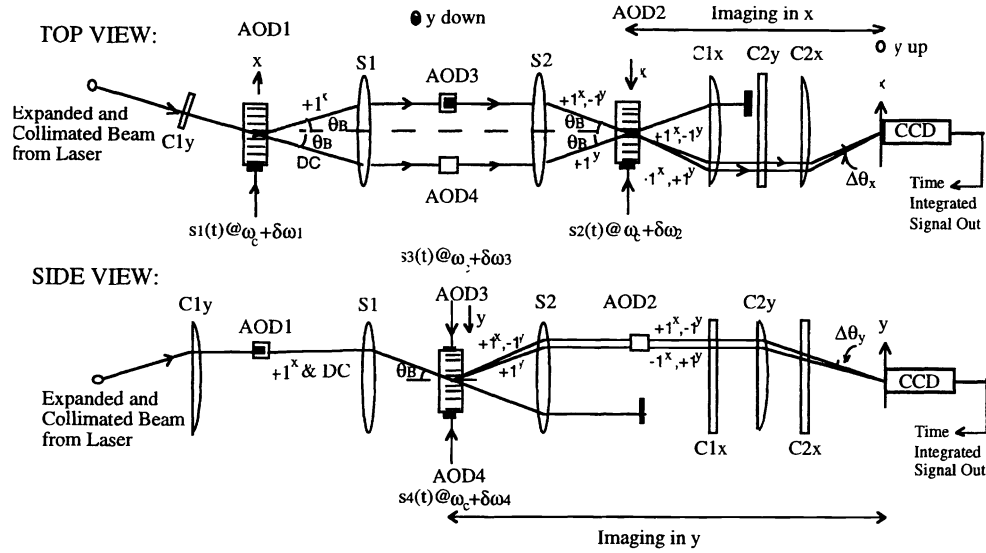 TOP VIEW:
AOD1
y down
AOD2
Imaging in x
y up
x
S1
AOD3
S2
x
C1x
C2y
C2x
x
+1ˣ
+1ˣ,-1ʸ
Expanded and
Collimated Beam
from Laser
C1y
θB
θB
DC
θB
θB
+1ʸ
+1ˣ,-1ʸ
-1ˣ,+1ʸ
CCD
Δθx
AOD4
Time
Integrated
Signal Out
s1(t)@ωc+δω1
s2(t)@ωc+δω2
s3(t)@ωc+δω3
SIDE VIEW:
C1y
AOD1
S1
AOD3
y
S2
AOD2
C2y
+1ˣ,-1ʸ
+1ʸ
+1ˣ,-1ʸ
-1ˣ,+1ʸ
Δθy
y
+1ˣ & DC
θB
CCD
Expanded and
Collimated Beam
from Laser
C1x
C2x
Time
Integrated
Signal Out
AOD4
s4(t)@ωc+δω4
Imaging in y